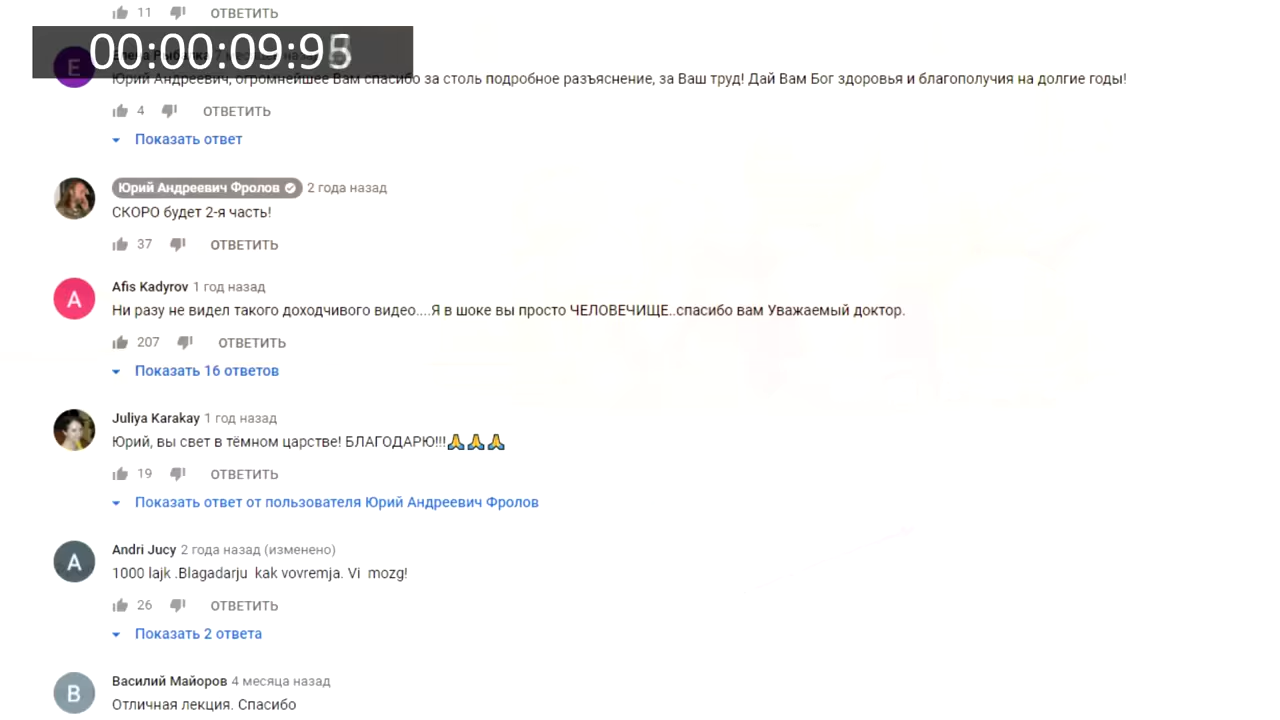 11 ОТВЕТИТЬ
00:00:09:95
Юрий Андреевич, огромнейшее Вам спасибо за столь подробное разъяснение, за Ваш труд! Дай Вам Бог здоровья и благополучия на долгие годы!
4 ОТВЕТИТЬ
Показать ответ
Юрий Андреевич Фролов 2 года назад
СКОРО будет 2-я часть!
37 ОТВЕТИТЬ
A
Afis Kadyrov 1 год назад
Ни разу не видел такого доходчивого видео....Я в шоке вы просто ЧЕЛОВЕЧИЩЕ..спасибо вам Уважаемый доктор.
207 ОТВЕТИТЬ
Показать 16 ответов
Juliya Karakay 1 год назад
Юрий, вы свет в тёмном царстве! БЛАГОДАРЮ!!!🙏🙏🙏
19 ОТВЕТИТЬ
Показать ответ от пользователя Юрий Андреевич Фролов
A
Andri Jucy 2 года назад (изменено)
1000 lajk .Blagadarju kak vovremja. Vi mozg!
26 ОТВЕТИТЬ
Показать 2 ответа
В
Василий Майоров 4 месяца назад
Отличная лекция. Спасибо